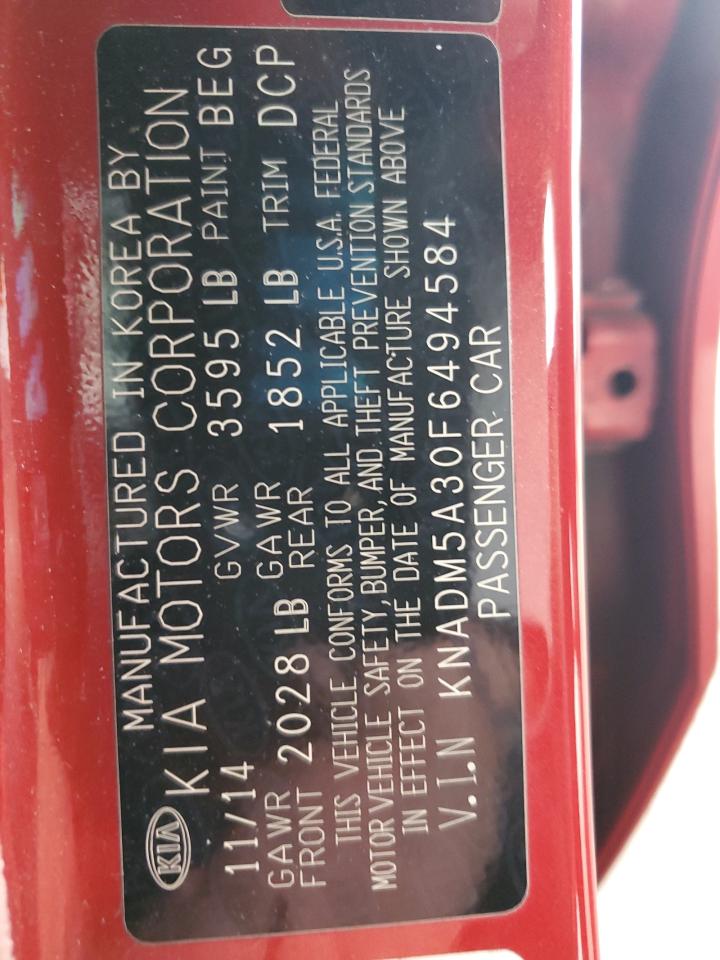 KIA
MANUFACTURED IN KOREA BY
KIA MOTORS CORPORATION
11/14 GVWR 3595 LB PAINT BEG
GAWR FRONT 2028 LB GAWR REAR 1852 LB TRIM DCP
THIS VEHICLE CONFORMS TO ALL APPLICABLE U.S.A. FEDERAL
MOTOR VEHICLE SAFETY, BUMPER, AND THEFT PREVENTION STANDARDS
IN EFFECT ON THE DATE OF MANUFACTURE SHOWN ABOVE
V.I.N KNADM5A30F6494584
PASSENGER CAR